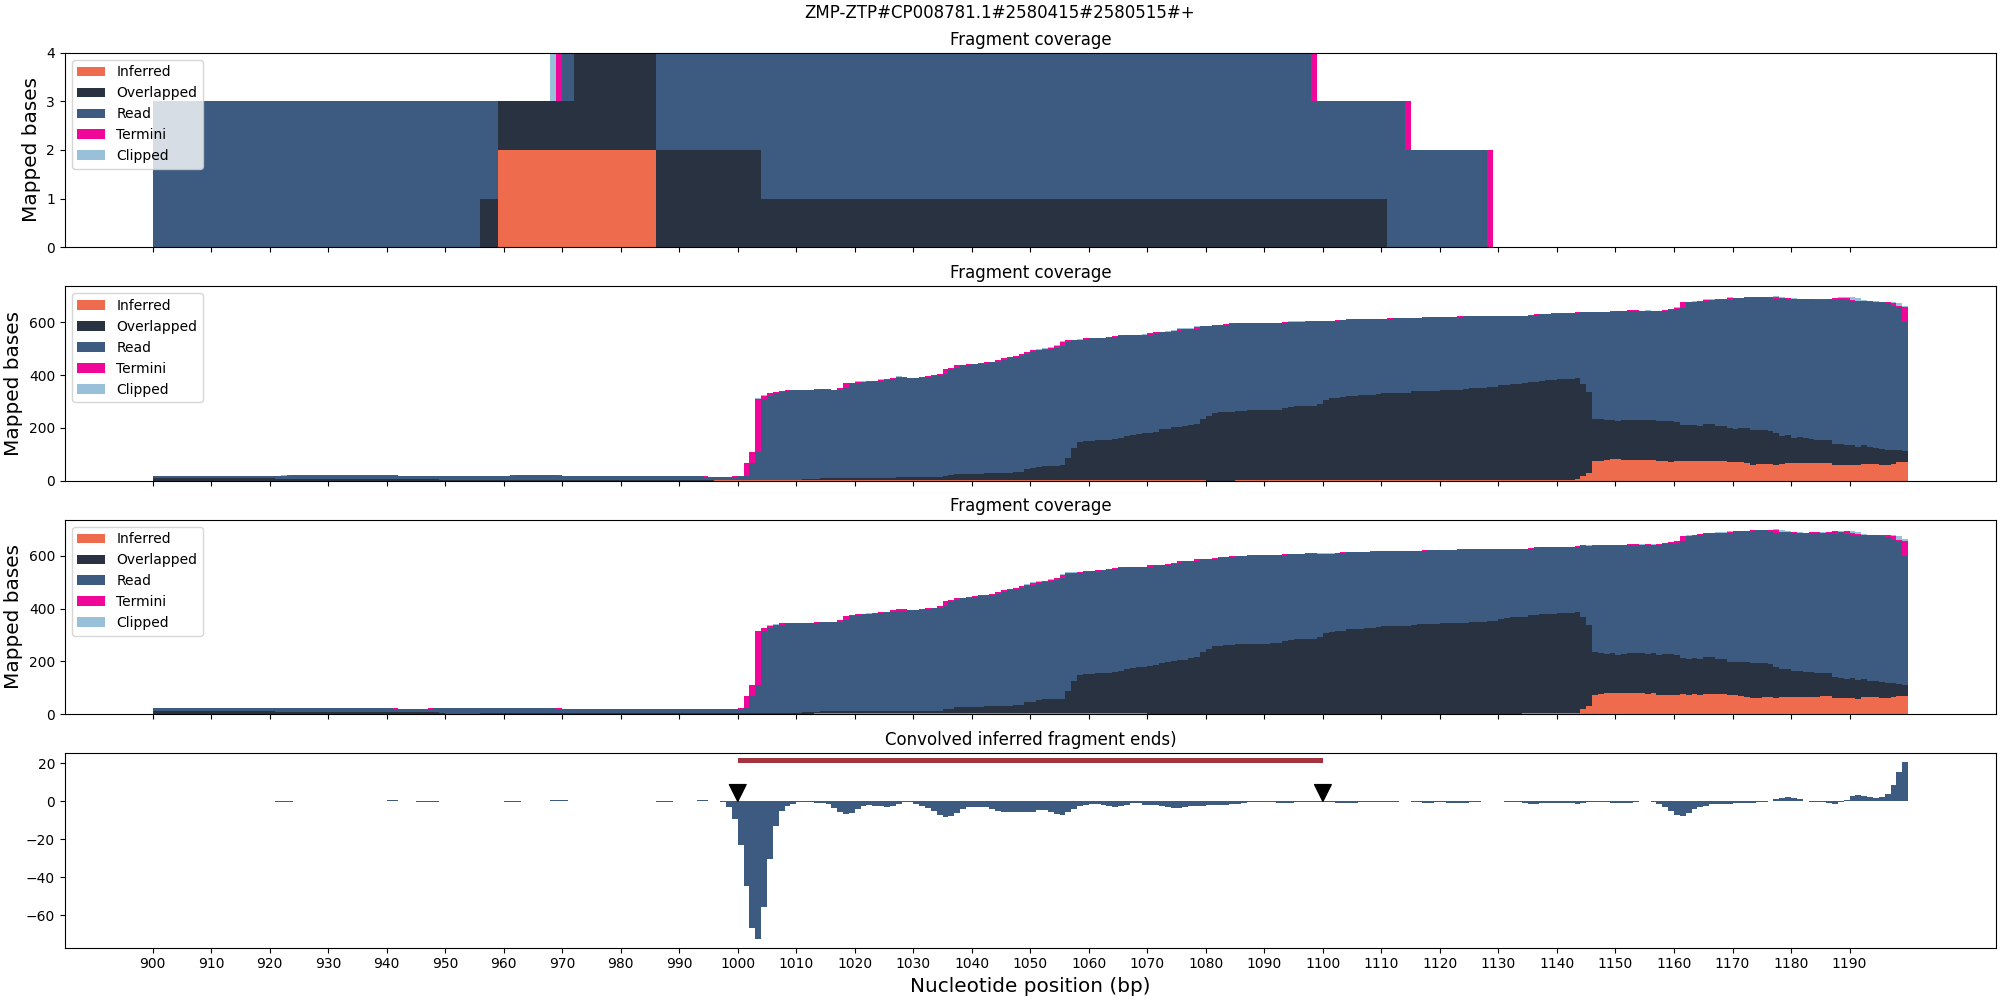 ZMP-ZTP#CP008781.1#2580415#2580515#+
Fragment coverage
Mapped bases
4
3
2
1
0
Inferred
Overlapped
Read
Termini
Clipped
Fragment coverage
Mapped bases
600
400
200
0
Inferred
Overlapped
Read
Termini
Clipped
Fragment coverage
Mapped bases
600
400
200
0
Inferred
Overlapped
Read
Termini
Clipped
Convolved inferred fragment ends)
20
0
−20
−40
−60
900 910 920 930 940 950 960 970 980 990 1000 1010 1020 1030 1040 1050 1060 1070 1080 1090 1100 1110 1120 1130 1140 1150 1160 1170 1180 1190
Nucleotide position (bp)